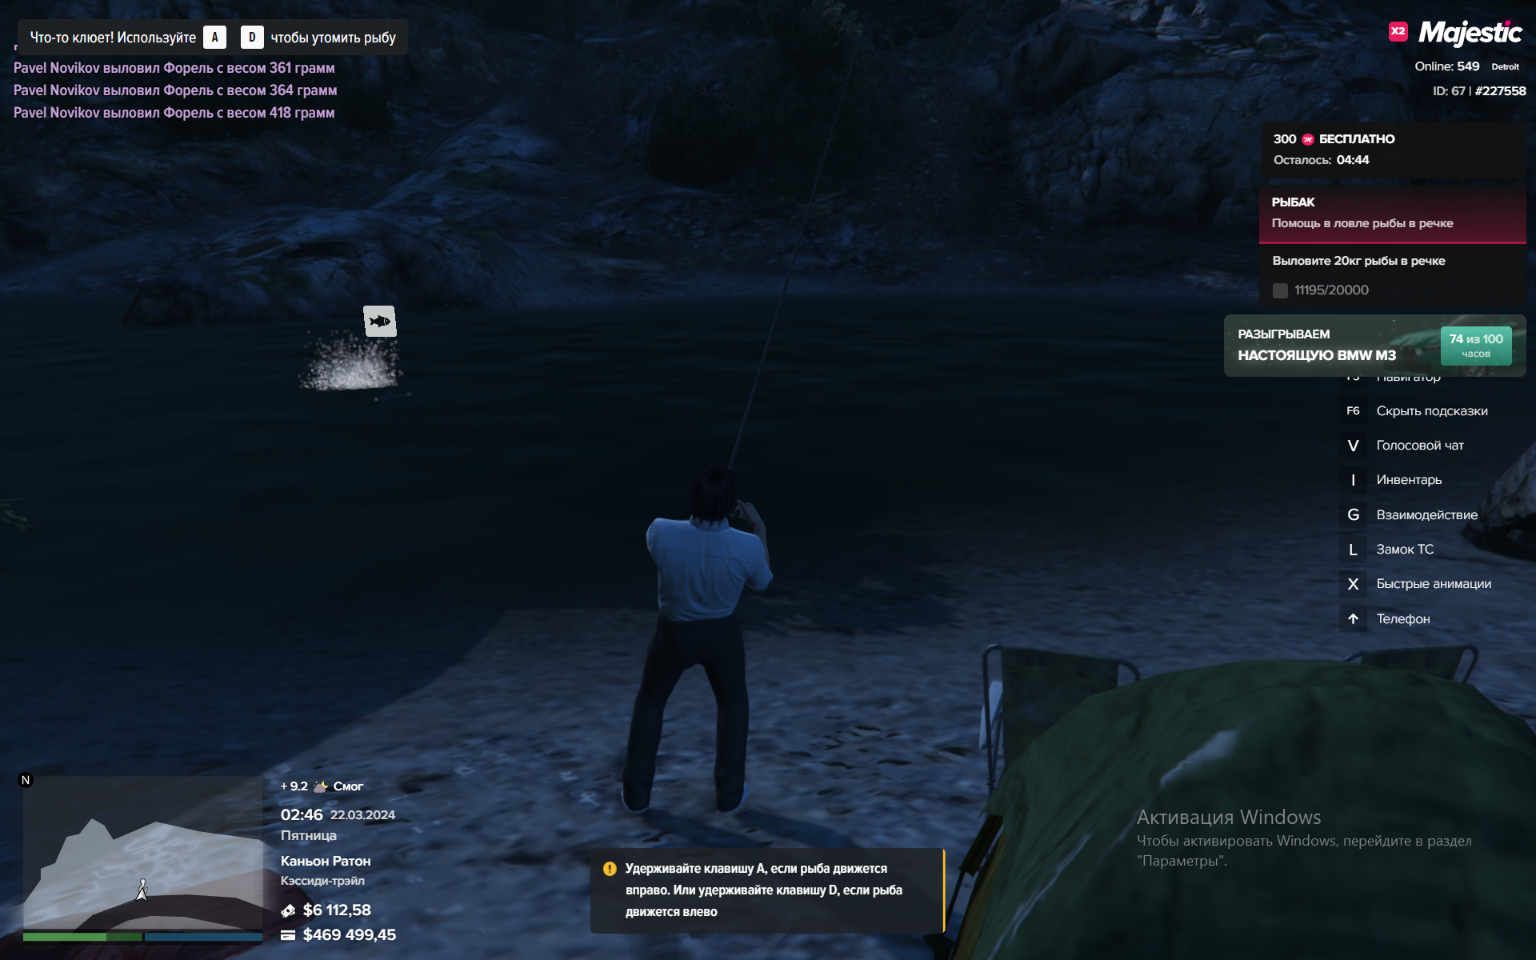 Что-то клюет! Используйте A D чтобы утомить рыбу
Pavel Novikov выловил Форель с весом 361 грамм
Pavel Novikov выловил Форель с весом 364 грамм
Pavel Novikov выловил Форель с весом 418 грамм
X2 Majestic
Online: 549 Detroit
ID: 67 | #227558
300 БЕСПЛАТНО
Осталось: 04:44
РЫБАК
Помощь в ловле рыбы в речке
Выловите 20кг рыбы в речке
11195/20000
РАЗЫГРЫВАЕМ
НАСТОЯЩУЮ BMW M3
74 из 100
часов
Навигатор
F6 Скрыть подсказки
V Голосовой чат
I Инвентарь
G Взаимодействие
L Замок ТС
X Быстрые анимации
Телефон
N
+ 9.2 Смог
02:46 22.03.2024
Пятница
Каньон Ратон
Кэссиди-трэйл
$6 112,58
$469 499,45
Удерживайте клавишу A, если рыба движется
вправо. Или удерживайте клавишу D, если рыба
движется влево
Активация Windows
Чтобы активировать Windows, перейдите в раздел
"Параметры".